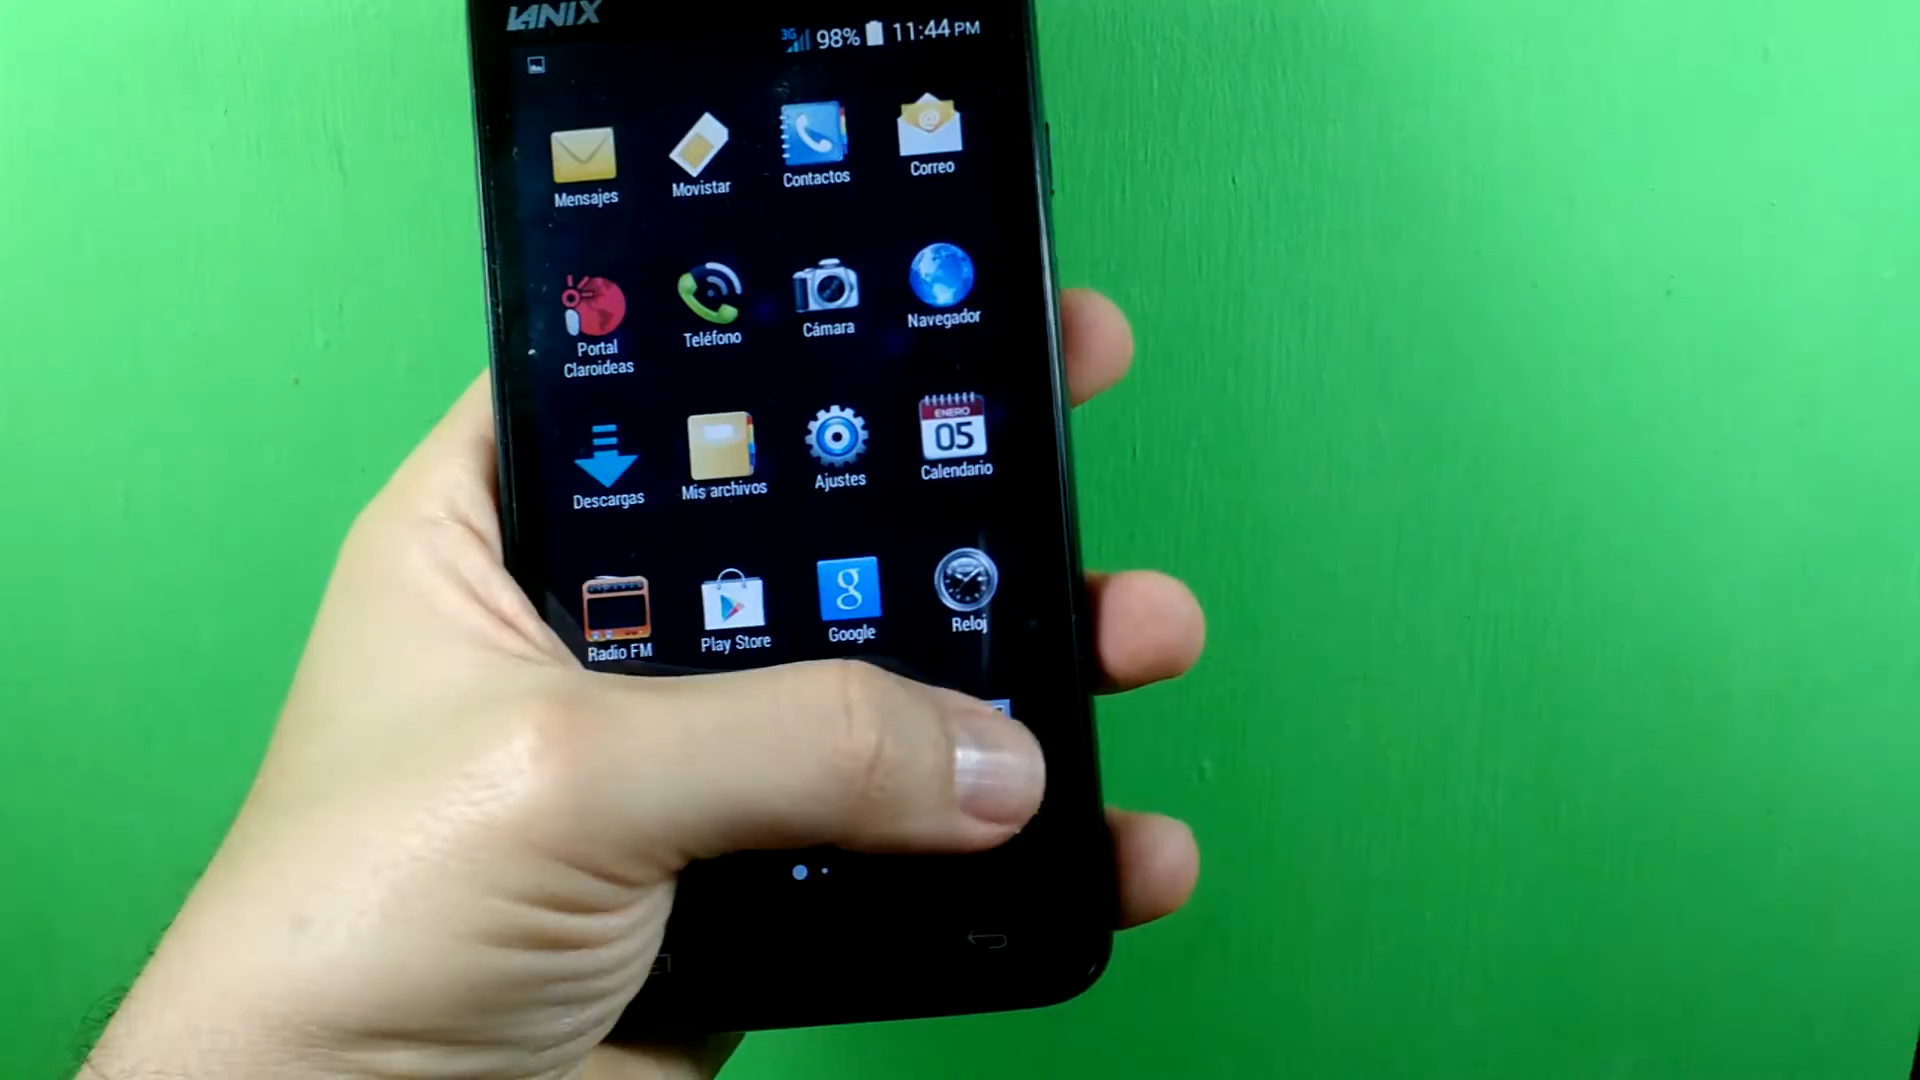 LANIX
3G 98% 11:44 PM
Mensajes
Movistar
Contactos
Correo
Portal
Claroideas
Teléfono
Cámara
Navegador
Descargas
Mis archivos
Ajustes
ENERO
05
Calendario
Radio FM
Play Store
g
Google
Reloj